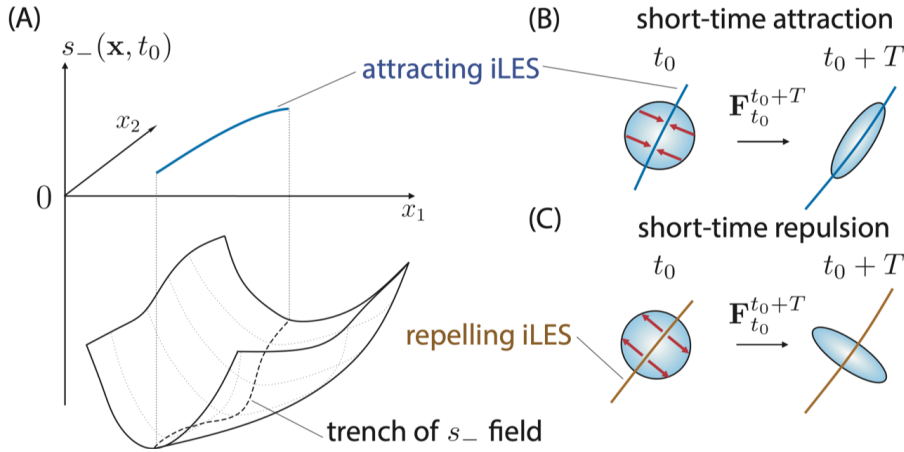 (A)
s₋(x, t₀)
x₂
0
x₁
attracting iLES
repelling iLES
trench of s₋ field
(B)
short-time attraction
t₀
t₀ + T
F_{t₀}^{t₀+T}
(C)
short-time repulsion
t₀
t₀ + T
F_{t₀}^{t₀+T}